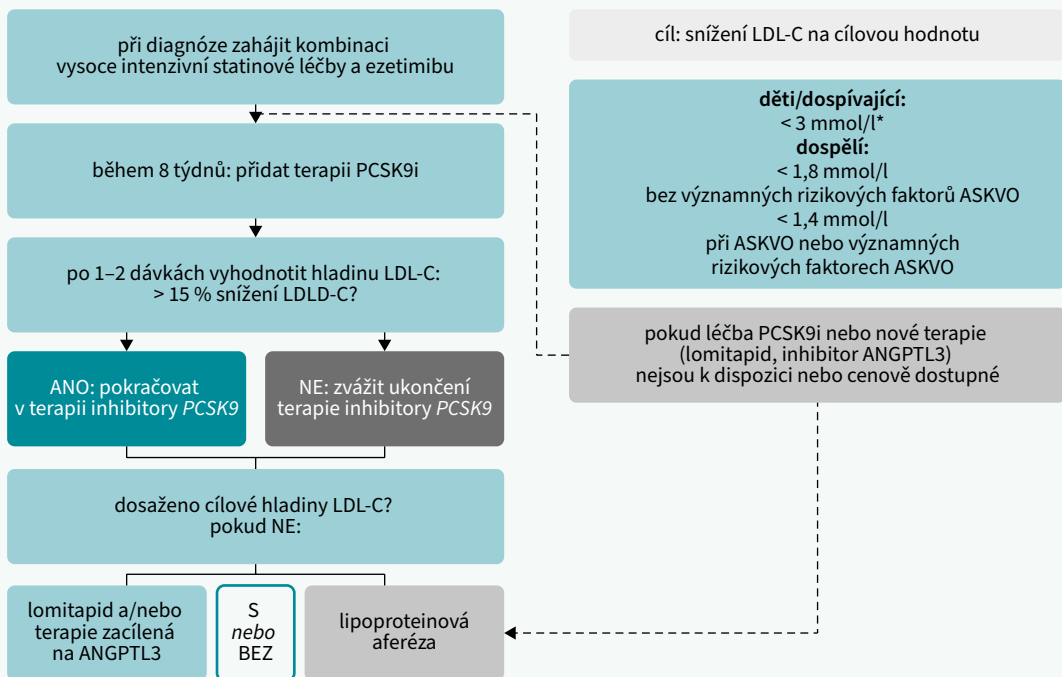 při diagnóze zahájit kombinaci
vysoce intenzivní statinové léčby a ezetimibu
během 8 týdnů: přidat terapii PCSK9i
po 1–2 dávkách vyhodnotit hladinu LDL-C:
> 15 % snížení LDLD-C?
ANO: pokračovat
v terapii inhibitory PCSK9
NE: zvážit ukončení
terapie inhibitory PCSK9
dosaženo cílové hladiny LDL-C?
pokud NE:
lomitapid a/nebo
terapie zacílená
na ANGPTL3
S
nebo
BEZ
lipoproteinová
aferéza
cíl: snížení LDL-C na cílovou hodnotu
děti/dospívající:
< 3 mmol/l*
dospělí:
< 1,8 mmol/l
bez významných rizikových faktorů ASKVO
< 1,4 mmol/l
při ASKVO nebo významných
rizikových faktorech ASKVO
pokud léčba PCSK9i nebo nové terapie
(lomitapid, inhibitor ANGPTL3)
nejsou k dispozici nebo cenově dostupné